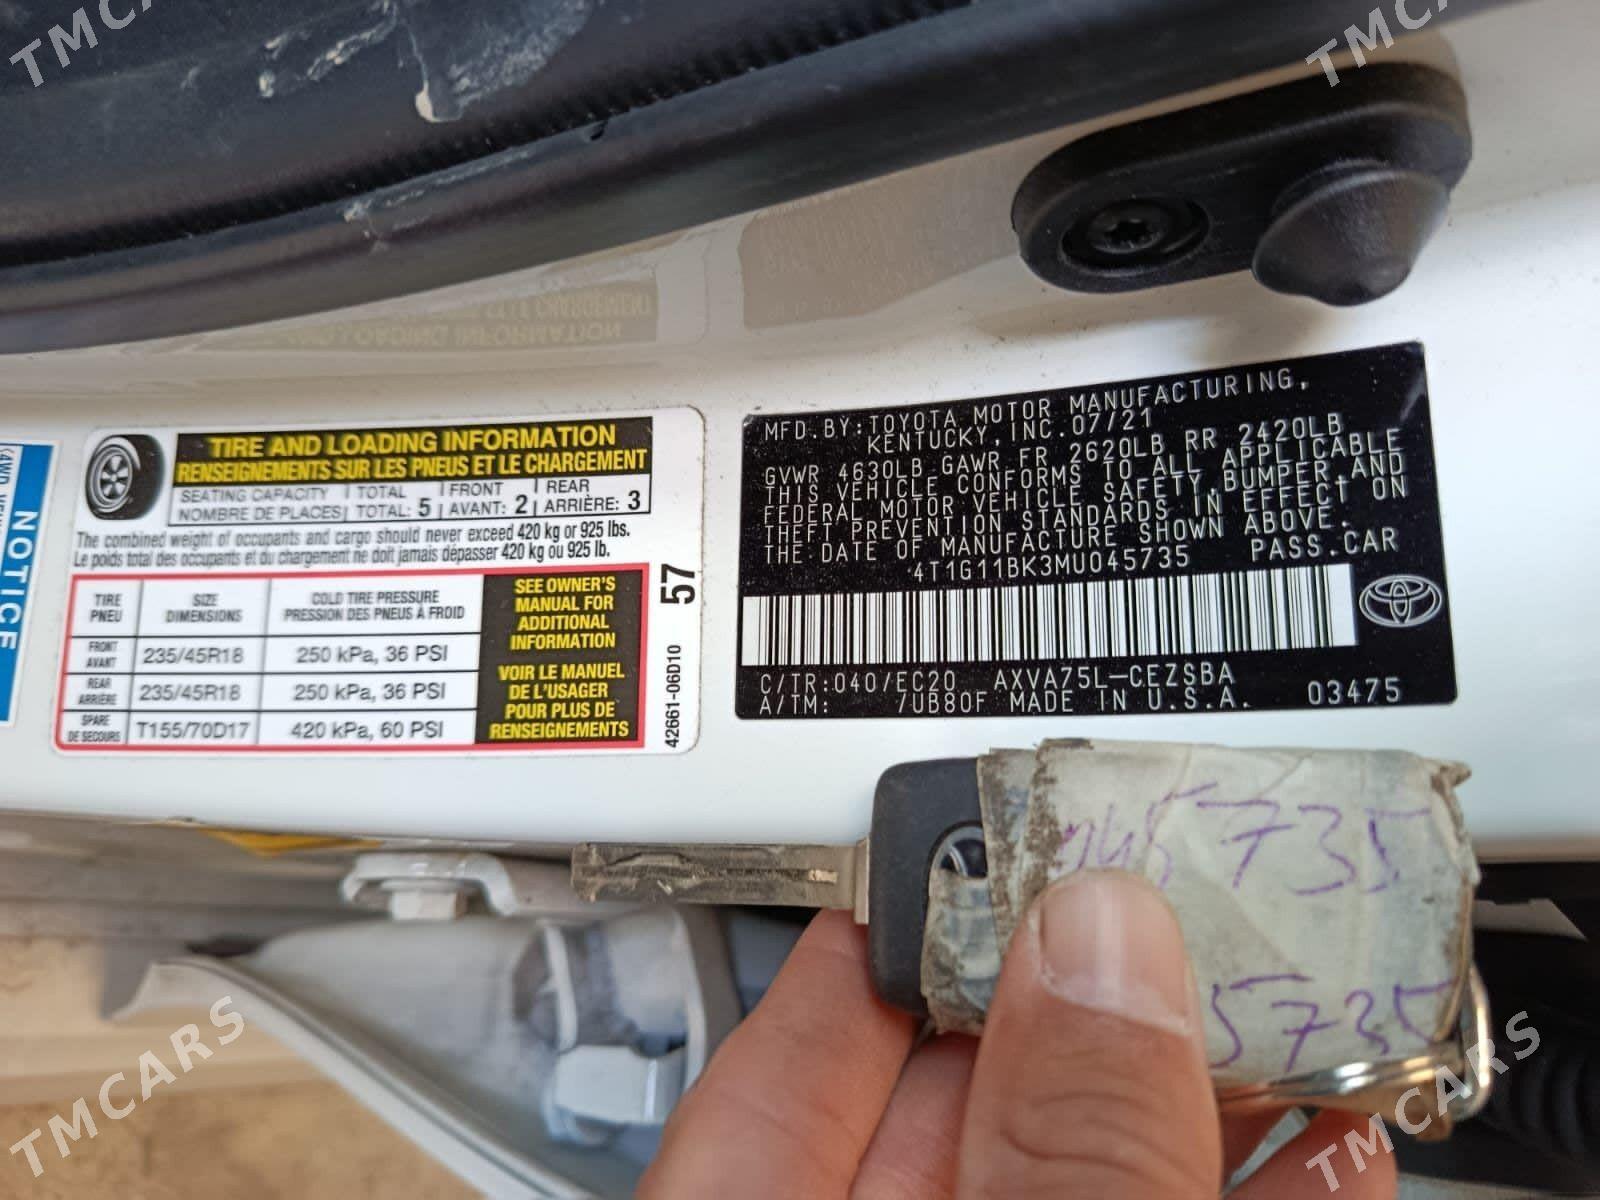 TMCARS
TMCARS
NOTICE
TIRE AND LOADING INFORMATION
RENSEIGNEMENTS SUR LES PNEUS ET LE CHARGEMENT
SEATING CAPACITY | TOTAL | FRONT | REAR
NOMBRE DE PLACES | TOTAL: 5 | AVANT: 2 | ARRIÈRE: 3
The combined weight of occupants and cargo should never exceed 420 kg or 925 lbs.
Le poids total des occupants et du chargement ne doit jamais dépasser 420 kg ou 925 lb.
TIRE PNEU
SIZE DIMENSIONS
COLD TIRE PRESSURE
PRESSION DES PNEUS À FROID
FRONT AVANT 235/45R18 250 kPa, 36 PSI
REAR ARRIÈRE 235/45R18 250 kPa, 36 PSI
SPARE DE SECOURS T155/70D17 420 kPa, 60 PSI
SEE OWNER'S
MANUAL FOR
ADDITIONAL
INFORMATION
VOIR LE MANUEL
DE L'USAGER
POUR PLUS DE
RENSEIGNEMENTS
57
42661-06D10
MFD.BY:TOYOTA MOTOR MANUFACTURING,
KENTUCKY, INC.07/21
GVWR 4630LB GAWR FR 2620LB RR 2420LB
THIS VEHICLE CONFORMS TO ALL APPLICABLE
FEDERAL MOTOR VEHICLE SAFETY,BUMPER,AND
THEFT PREVENTION STANDARDS IN EFFECT ON
THE DATE OF MANUFACTURE SHOWN ABOVE.
4T1G11BK3MU045735 PASS.CAR
C/TR:040/EC20 AXVA75L-CEZSBA
A/TM: /UB80F MADE IN U.S.A. 03475
045735
5735
TMCARS
TMCARS